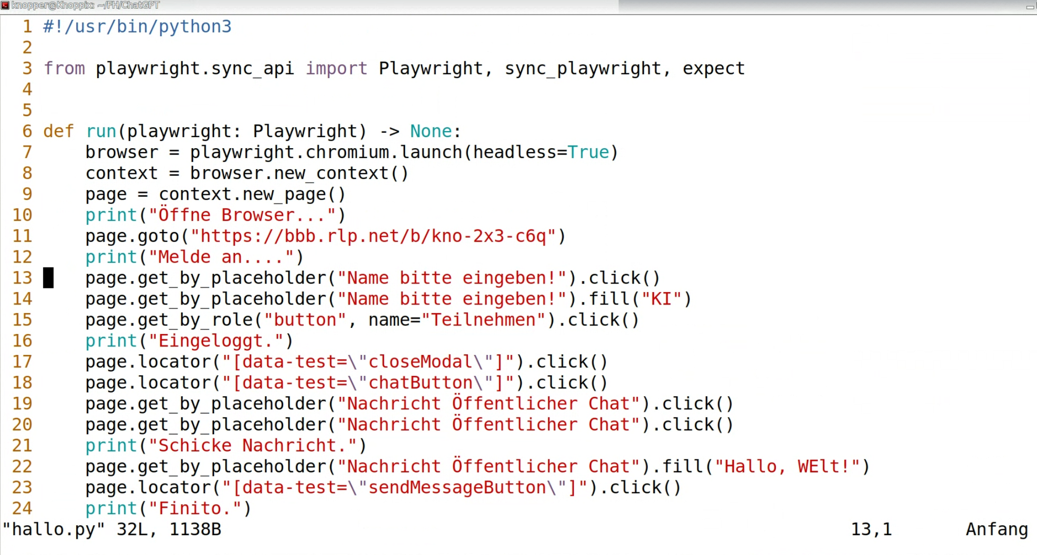 knopper@Knoppix: ~/FH/ChatGPT
1 #!/usr/bin/python3
2
3 from playwright.sync_api import Playwright, sync_playwright, expect
4
5
6 def run(playwright: Playwright) -> None:
7     browser = playwright.chromium.launch(headless=True)
8     context = browser.new_context()
9     page = context.new_page()
10     print("Öffne Browser...")
11     page.goto("https://bbb.rlp.net/b/kno-2x3-c6q")
12     print("Melde an....")
13     page.get_by_placeholder("Name bitte eingeben!").click()
14     page.get_by_placeholder("Name bitte eingeben!").fill("KI")
15     page.get_by_role("button", name="Teilnehmen").click()
16     print("Eingeloggt.")
17     page.locator("[data-test=\"closeModal\"]").click()
18     page.locator("[data-test=\"chatButton\"]").click()
19     page.get_by_placeholder("Nachricht Öffentlicher Chat").click()
20     page.get_by_placeholder("Nachricht Öffentlicher Chat").click()
21     print("Schicke Nachricht.")
22     page.get_by_placeholder("Nachricht Öffentlicher Chat").fill("Hallo, WElt!")
23     page.locator("[data-test=\"sendMessageButton\"]").click()
24     print("Finito.")
"hallo.py" 32L, 1138B 13,1 Anfang